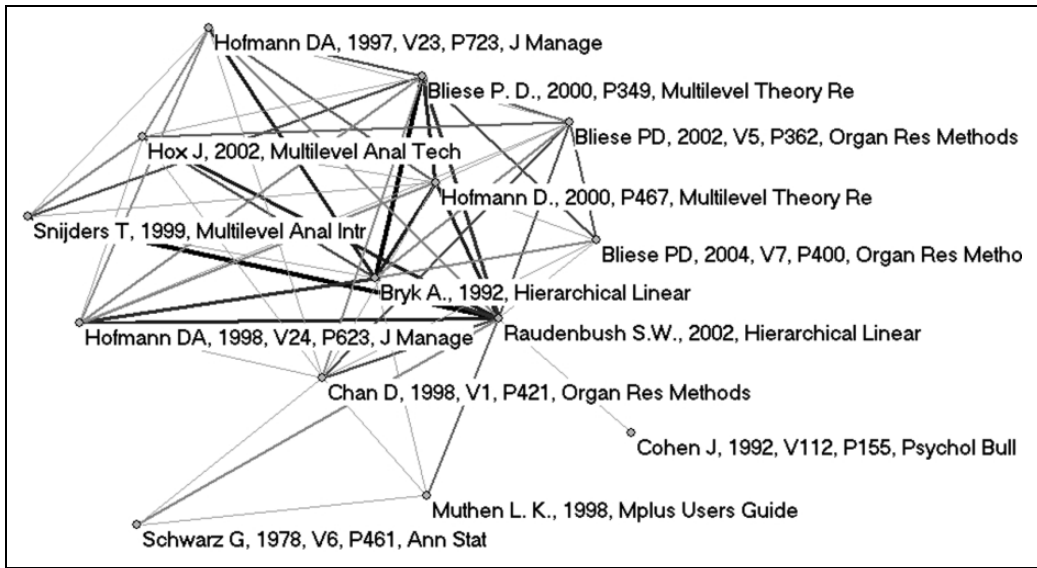 Hofmann DA, 1997, V23, P723, J Manage
Bliese P. D., 2000, P349, Multilevel Theory Re
Bliese PD, 2002, V5, P362, Organ Res Methods
Hox J, 2002, Multilevel Anal Tech
Hofmann D., 2000, P467, Multilevel Theory Re
Snijders T, 1999, Multilevel Anal Intr
Bliese PD, 2004, V7, P400, Organ Res Metho
Bryk A., 1992, Hierarchical Linear
Raudenbush S.W., 2002, Hierarchical Linear
Hofmann DA, 1998, V24, P623, J Manage
Chan D, 1998, V1, P421, Organ Res Methods
Cohen J, 1992, V112, P155, Psychol Bull
Muthen L. K., 1998, Mplus Users Guide
Schwarz G, 1978, V6, P461, Ann Stat